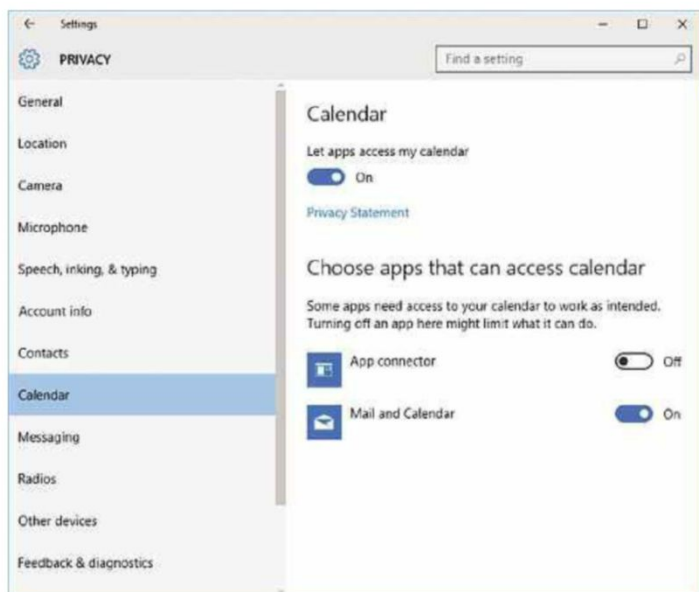 Settings
PRIVACY
Find a setting
General
Location
Camera
Microphone
Speech, inking, & typing
Account info
Contacts
Calendar
Messaging
Radios
Other devices
Feedback & diagnostics
Calendar
Let apps access my calendar
On
Privacy Statement
Choose apps that can access calendar
Some apps need access to your calendar to work as intended.
Turning off an app here might limit what it can do.
App connector Off
Mail and Calendar On